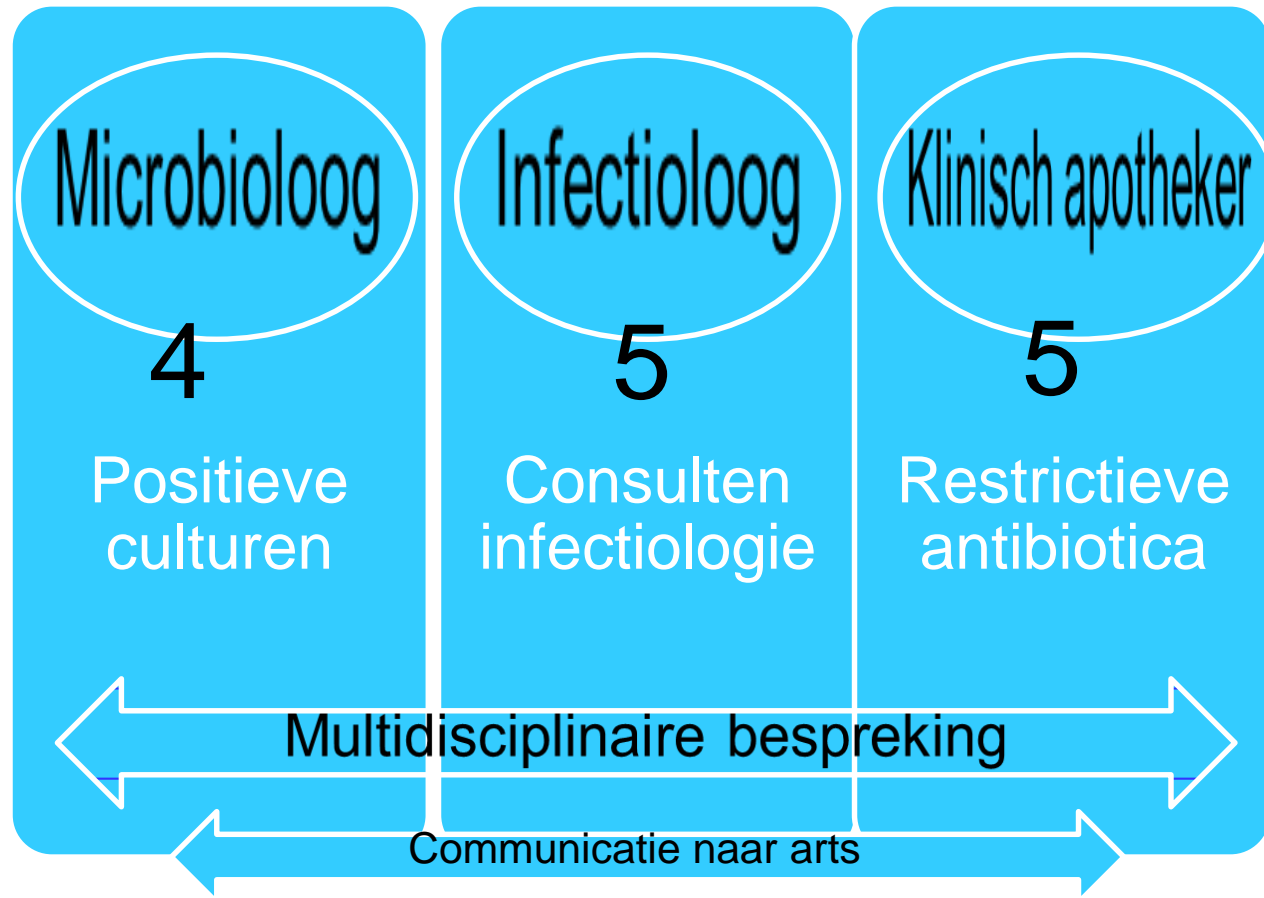 Microbioloog
4
Positieve
culturen
Infectioloog
5
Consulten
infectiologie
Klinisch apotheker
5
Restrictieve
antibiotica
Multidisciplinaire bespreking
Communicatie naar arts